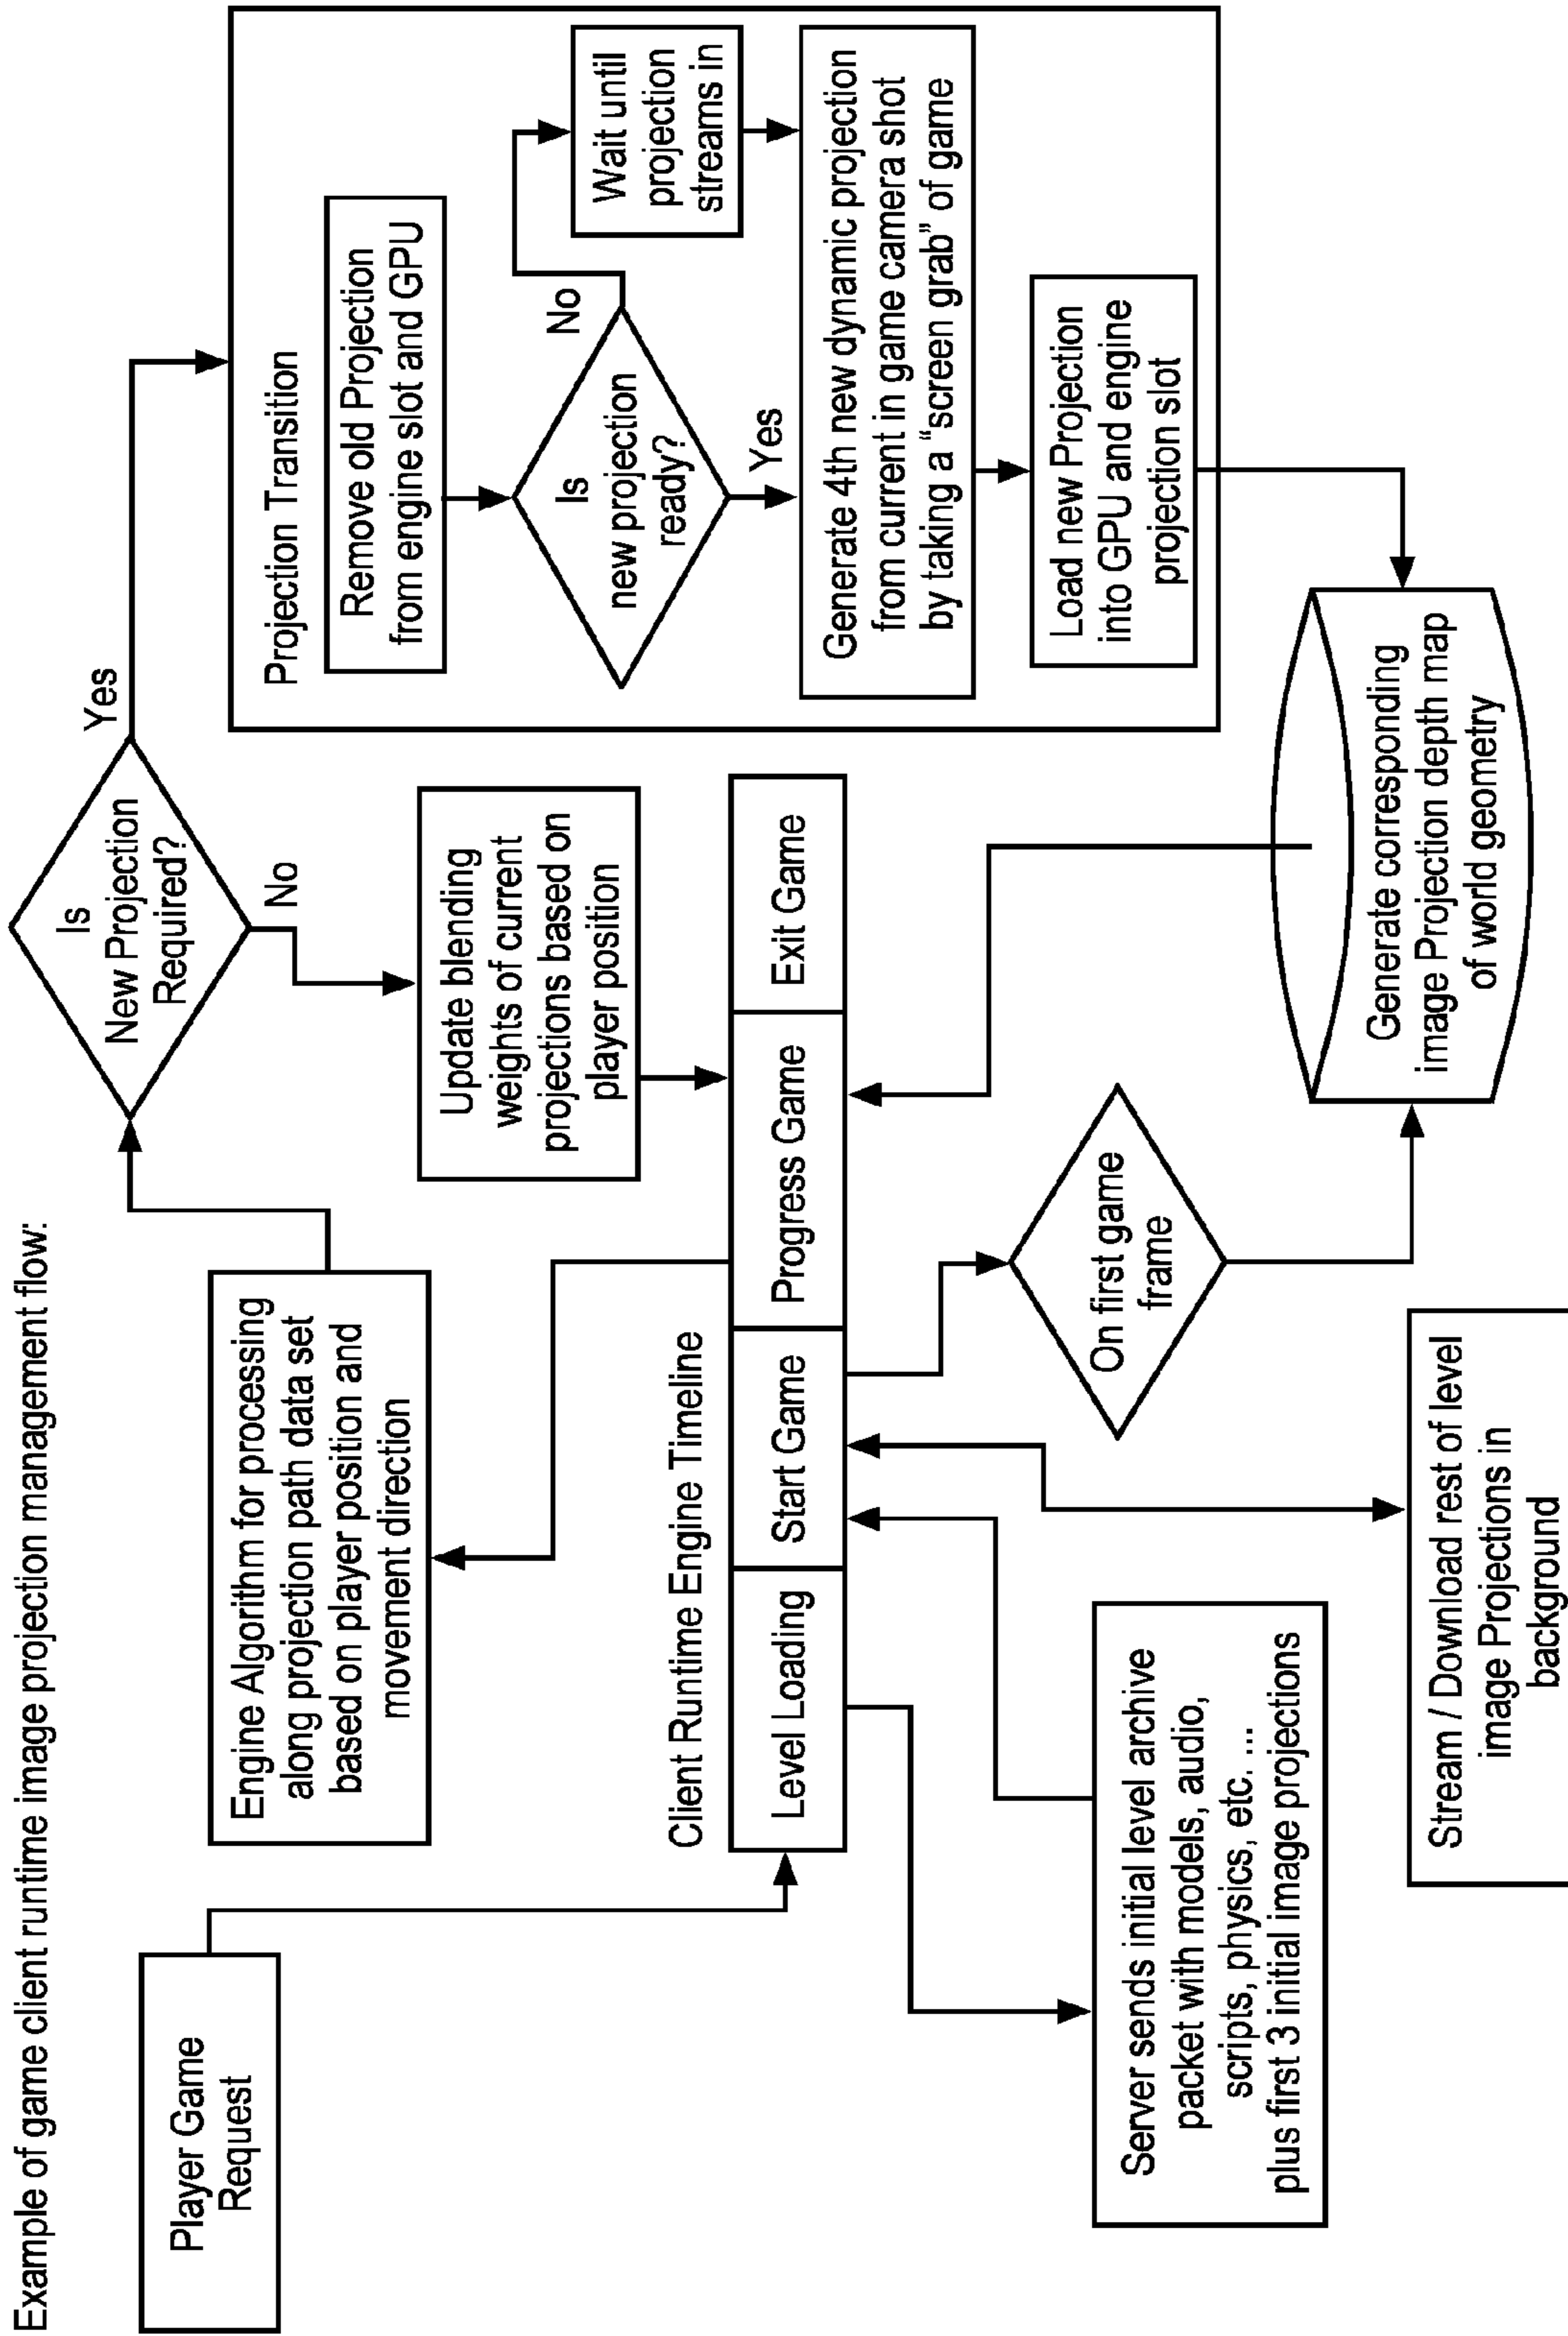 Example of game client runtime image projection management flow:
Player Game
Request
Engine Algorithm for processing
along projection path data set
based on player position and
movement direction
Is
New Projection
Required?
Yes
No
Update blending
weights of current
projections based on
player position
Projection Transition
Remove old Projection
from engine slot and GPU
Is
new projection
ready?
No
Yes
Wait until
projection
streams in
Generate 4th new dynamic projection
from current in game camera shot
by taking a “screen grab” of game
Load new Projection
into GPU and engine
projection slot
Client Runtime Engine Timeline
Level Loading
Start Game
Progress Game
Exit Game
Server sends initial level archive
packet with models, audio,
scripts, physics, etc. ...
plus first 3 initial image projections
On first game
frame
Stream / Download rest of level
image Projections in
background
Generate corresponding
image Projection depth map
of world geometry